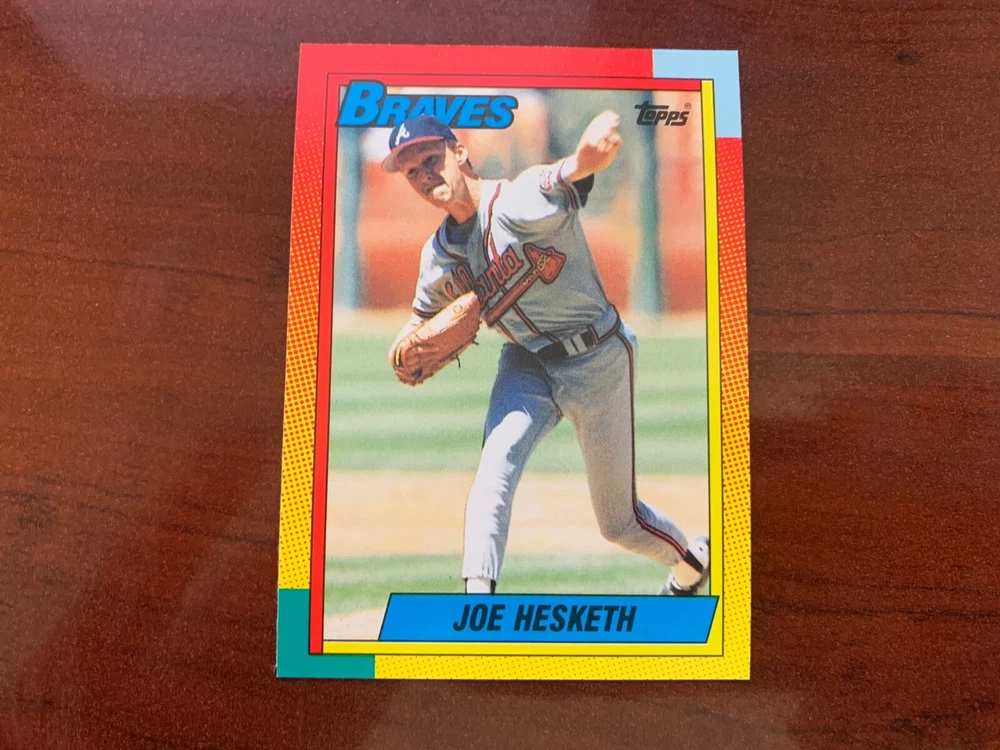 BRAVES
topps®
A
Atlanta
JOE HESKETH